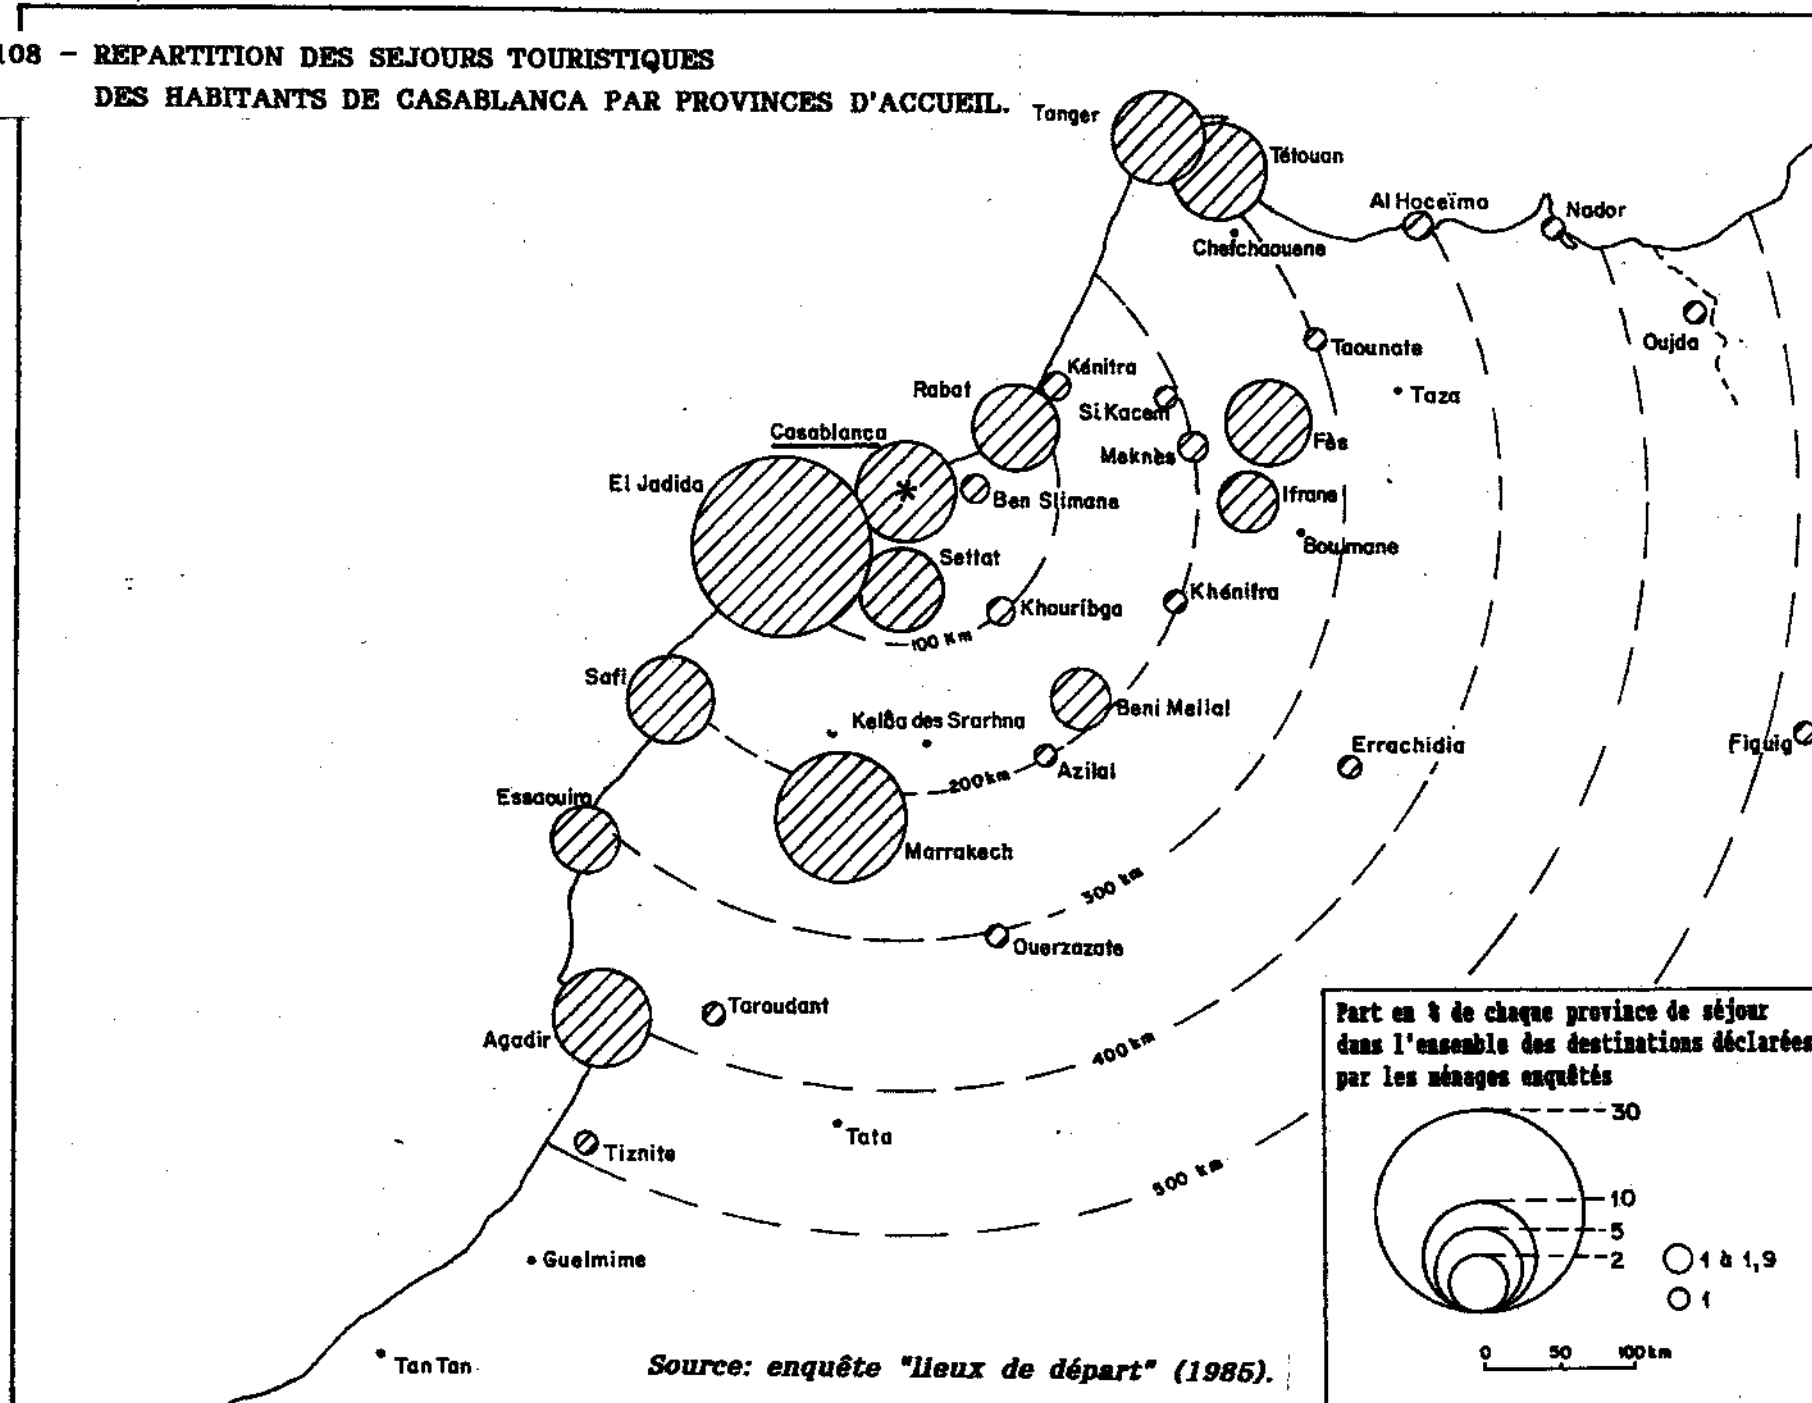 108 - REPARTITION DES SEJOURS TOURISTIQUES
DES HABITANTS DE CASABLANCA PAR PROVINCES D'ACCUEIL.
Tanger
Tétouan
Al Hoceïma
Nador
Chefchaouene
Oujda
Taounate
Kénitra
Rabat
Taza
Si Kacem
Casablanca
Fès
Meknès
El Jadida
Ben Slimane
Ifrane
Boulmane
Settat
Khénifra
Khouribga
100 Km
Safi
Beni Mellal
Kelâa des Srarhna
Errachidia
Figuig
Azilal
200 km
Essaouira
Marrakech
300 km
Ouerzazate
Taroudant
Agadir
400 km
Tata
Tiznite
500 km
Guelmime
Tan Tan
Source: enquête "lieux de départ" (1985).
Part en % de chaque province de séjour
dans l'ensemble des destinations déclarées
par les ménages enquêtés
30
10
5
2
1 à 1,9
1
0 50 100 km